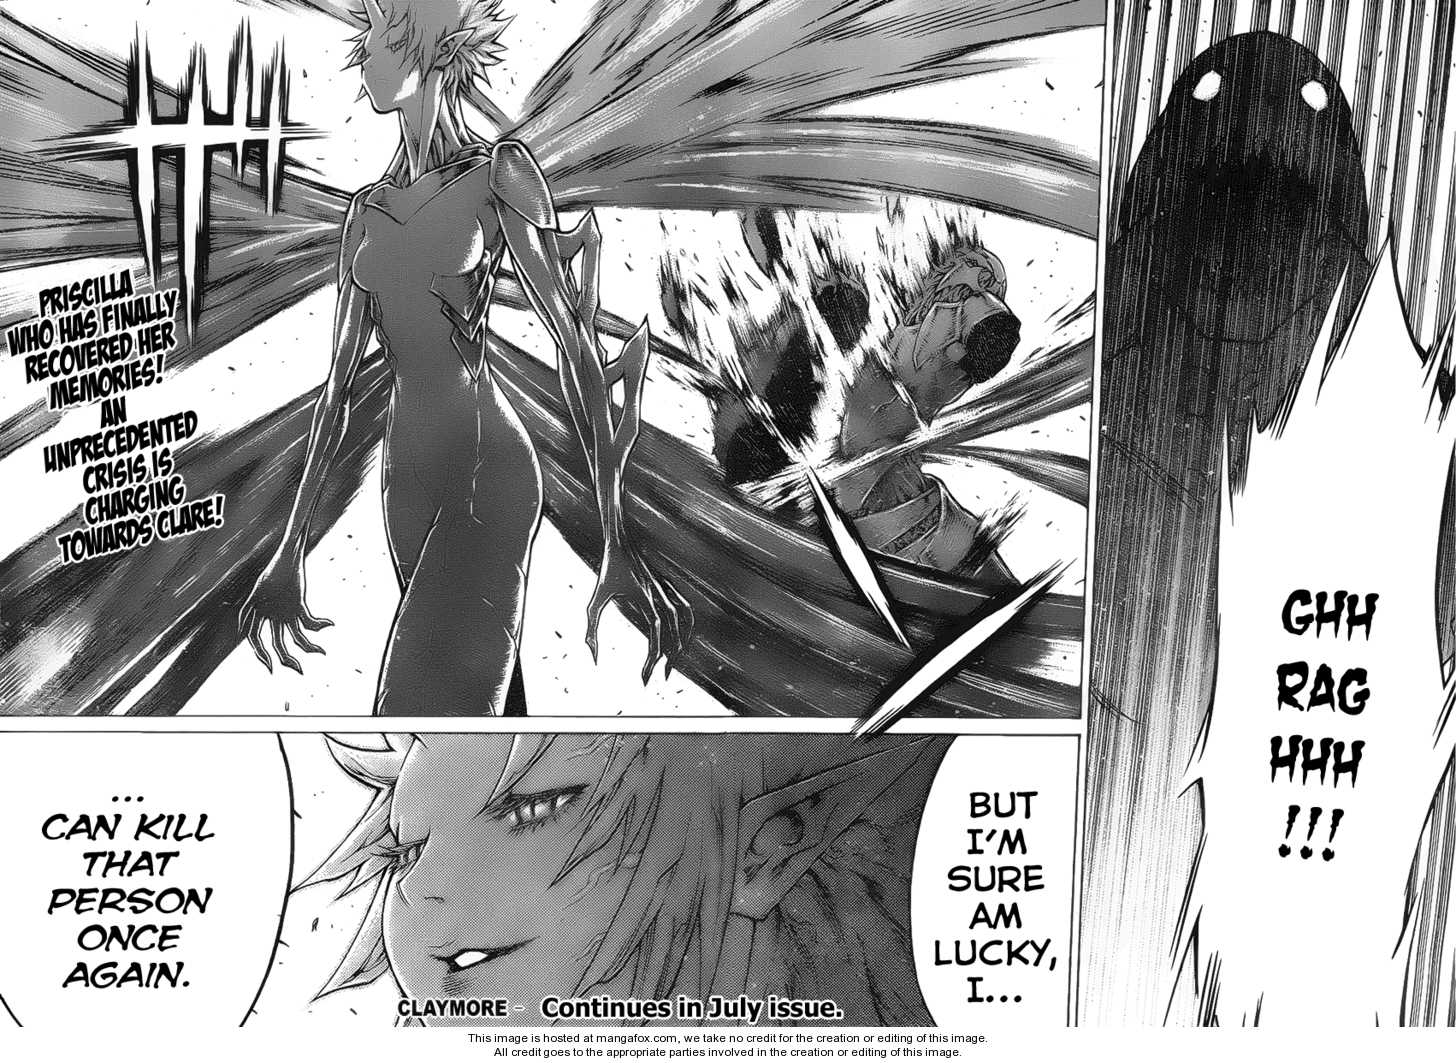 GHH
RAG
HHH
!!!
PRISCILLA
WHO HAS FINALLY
RECOVERED HER
MEMORIES!
AN
UNPRECEDENTED
CRISIS IS
CHARGING
TOWARDS CLARE!
BUT
I'M
SURE
AM
LUCKY,
I...
...
CAN KILL
THAT
PERSON
ONCE
AGAIN.
CLAYMORE – Continues in July issue.
This image is hosted at mangafox.com, we take no credit for the creation or editing of this image.
All credit goes to the appropriate parties involved in the creation or editing of this image.